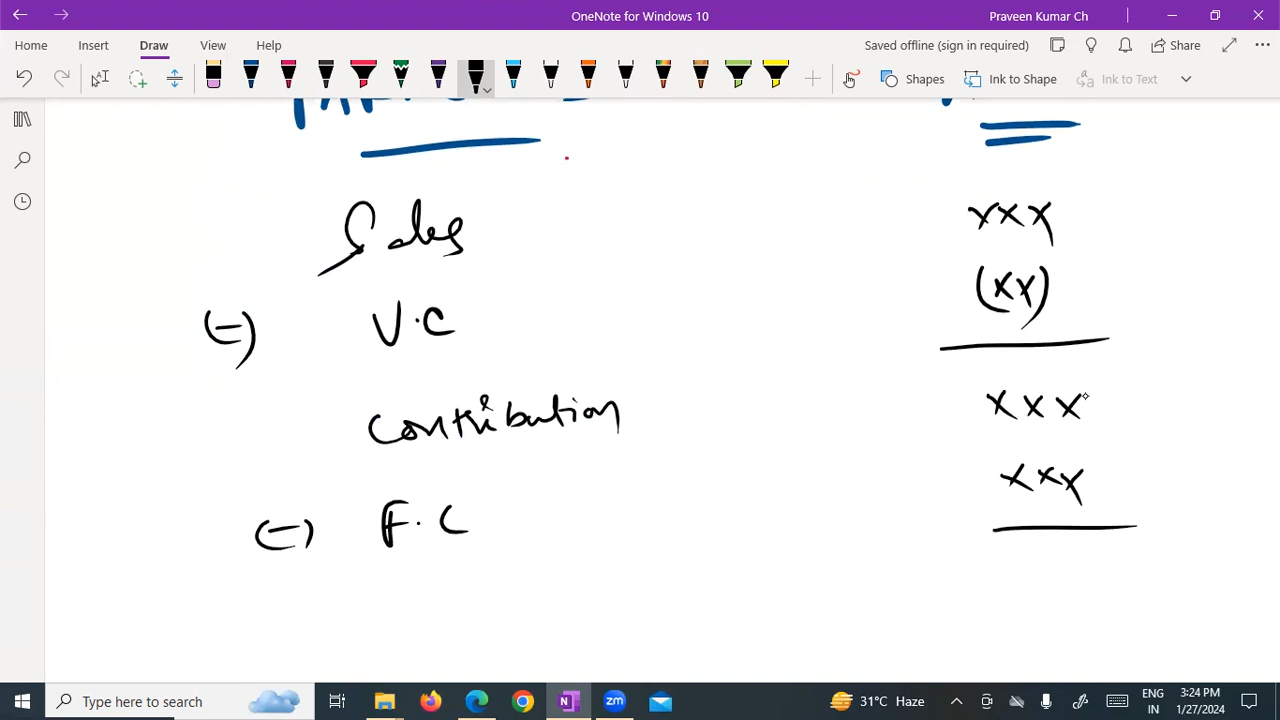 OneNote for Windows 10
Praveen Kumar Ch
Home Insert Draw View Help
Saved offline (sign in required)
Share
Shapes
Ink to Shape
Ink to Text
Sales xxx
(-) V.C (xx)
Contribution xxx
(-) F.C xxx
Type here to search
31°C Haze
ENG
IN
3:24 PM
1/27/2024